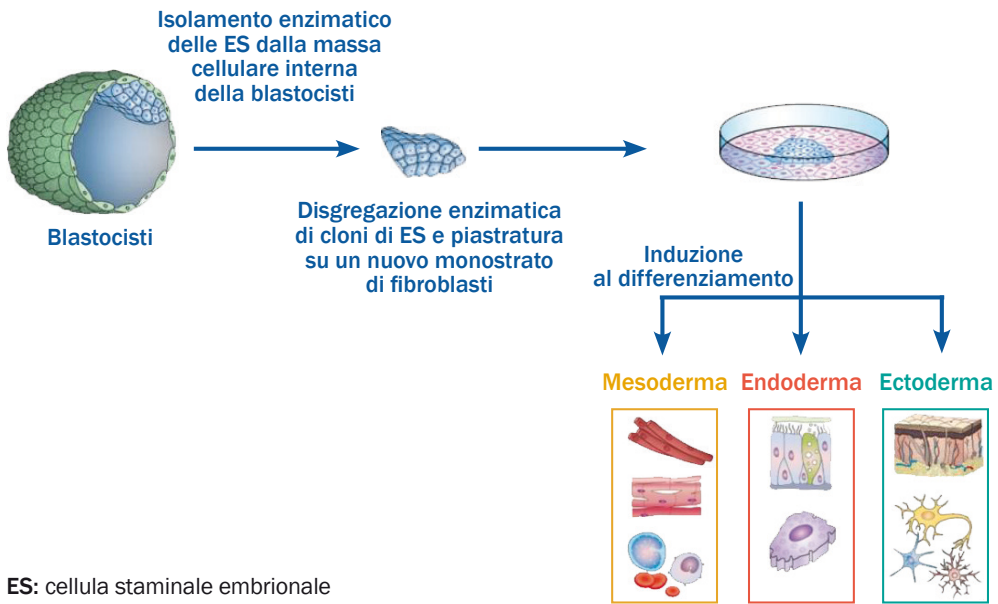 Isolamento enzimatico
delle ES dalla massa
cellulare interna
della blastocisti
Blastocisti
Disgregazione enzimatica
di cloni di ES e piastratura
su un nuovo monostrato
di fibroblasti
Induzione
al differenziamento
Mesoderma
Endoderma
Ectoderma
ES: cellula staminale embrionale